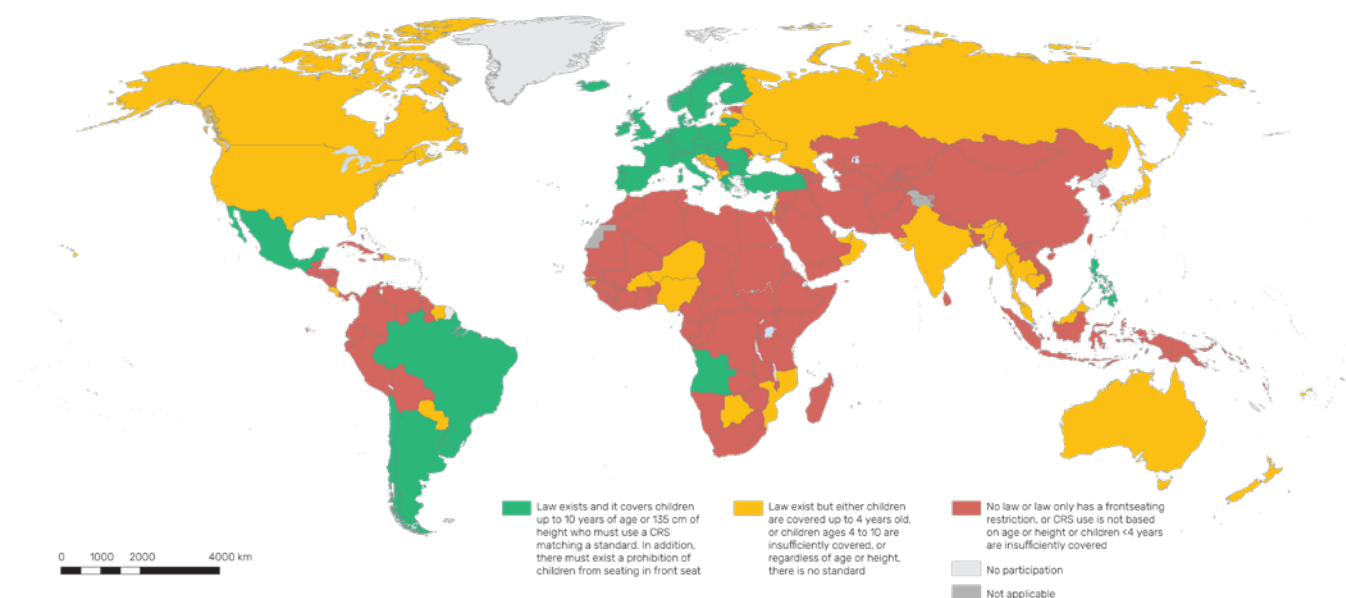 Law exists and it covers children
up to 10 years of age or 135 cm of
height who must use a CRS
matching a standard. In addition,
there must exist a prohibition of
children from seating in front seat
Law exist but either children
are covered up to 4 years old,
or children ages 4 to 10 are
insufficiently covered, or
regardless of age or height,
there is no standard
No law or law only has a frontseating
restriction, or CRS use is not based
on age or height or children <4 years
are insufficiently covered
No participation
Not applicable
0 1000 2000 4000 km